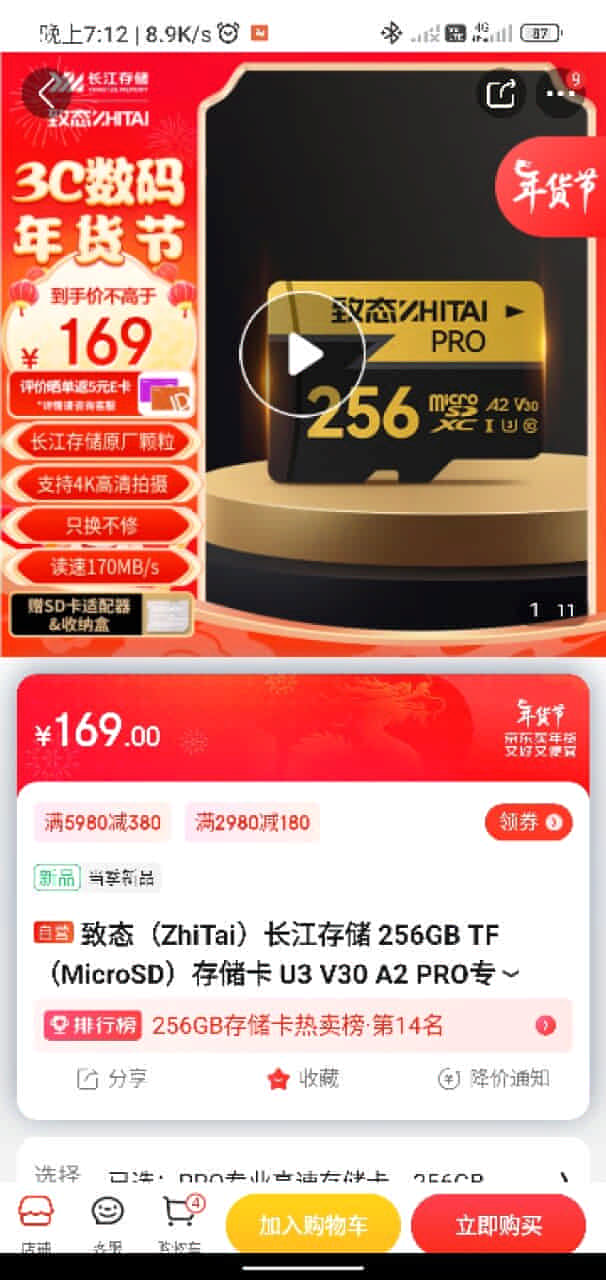 晚上7:12 | 8.9K/s
4G
87
长江存储
致态ZHITAI
9
3C数码
年货节
年货节
到手价不高于
¥169
评价晒单返5元E卡
*详情请咨询客服
长江存储原厂颗粒
支持4K高清拍摄
只换不修
读速170MB/s
赠SD卡适配器
&收纳盒
致态ZHITAI
PRO
256
micro SD XC I
A2 V30
1 11
¥169.00
年货节
京东买年货
又好又便宜
满5980减380
满2980减180
领券
新品 当季新品
自营 致态（ZhiTai）长江存储 256GB TF
（MicroSD）存储卡 U3 V30 A2 PRO专
排行榜 256GB存储卡热卖榜·第14名
分享
收藏
降价通知
选择 已选：PRO专业高速存储卡 256GB
店铺
客服
购物车
4
加入购物车
立即购买